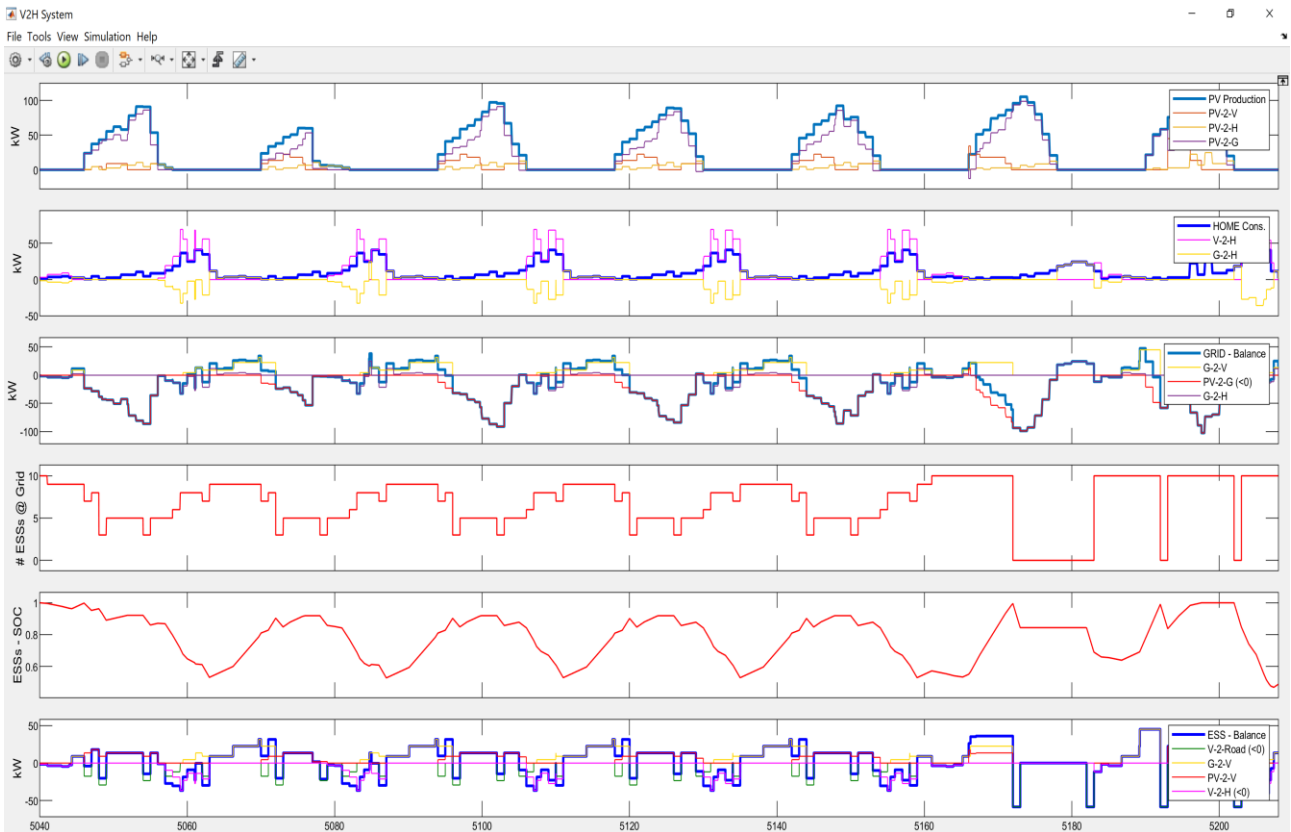 V2H System
File Tools View Simulation Help
kW
100
50
0
PV Production
PV-2-V
PV-2-H
PV-2-G
kW
50
0
-50
HOME Cons.
V-2-H
G-2-H
kW
50
0
-50
-100
GRID - Balance
G-2-V
PV-2-G (<0)
G-2-H
# ESSs @ Grid
10
5
0
ESSs - SOC
1
0.8
0.6
kW
50
0
-50
ESS - Balance
V-2-Road (<0)
G-2-V
PV-2-V
V-2-H (<0)
5040 5060 5080 5100 5120 5140 5160 5180 5200